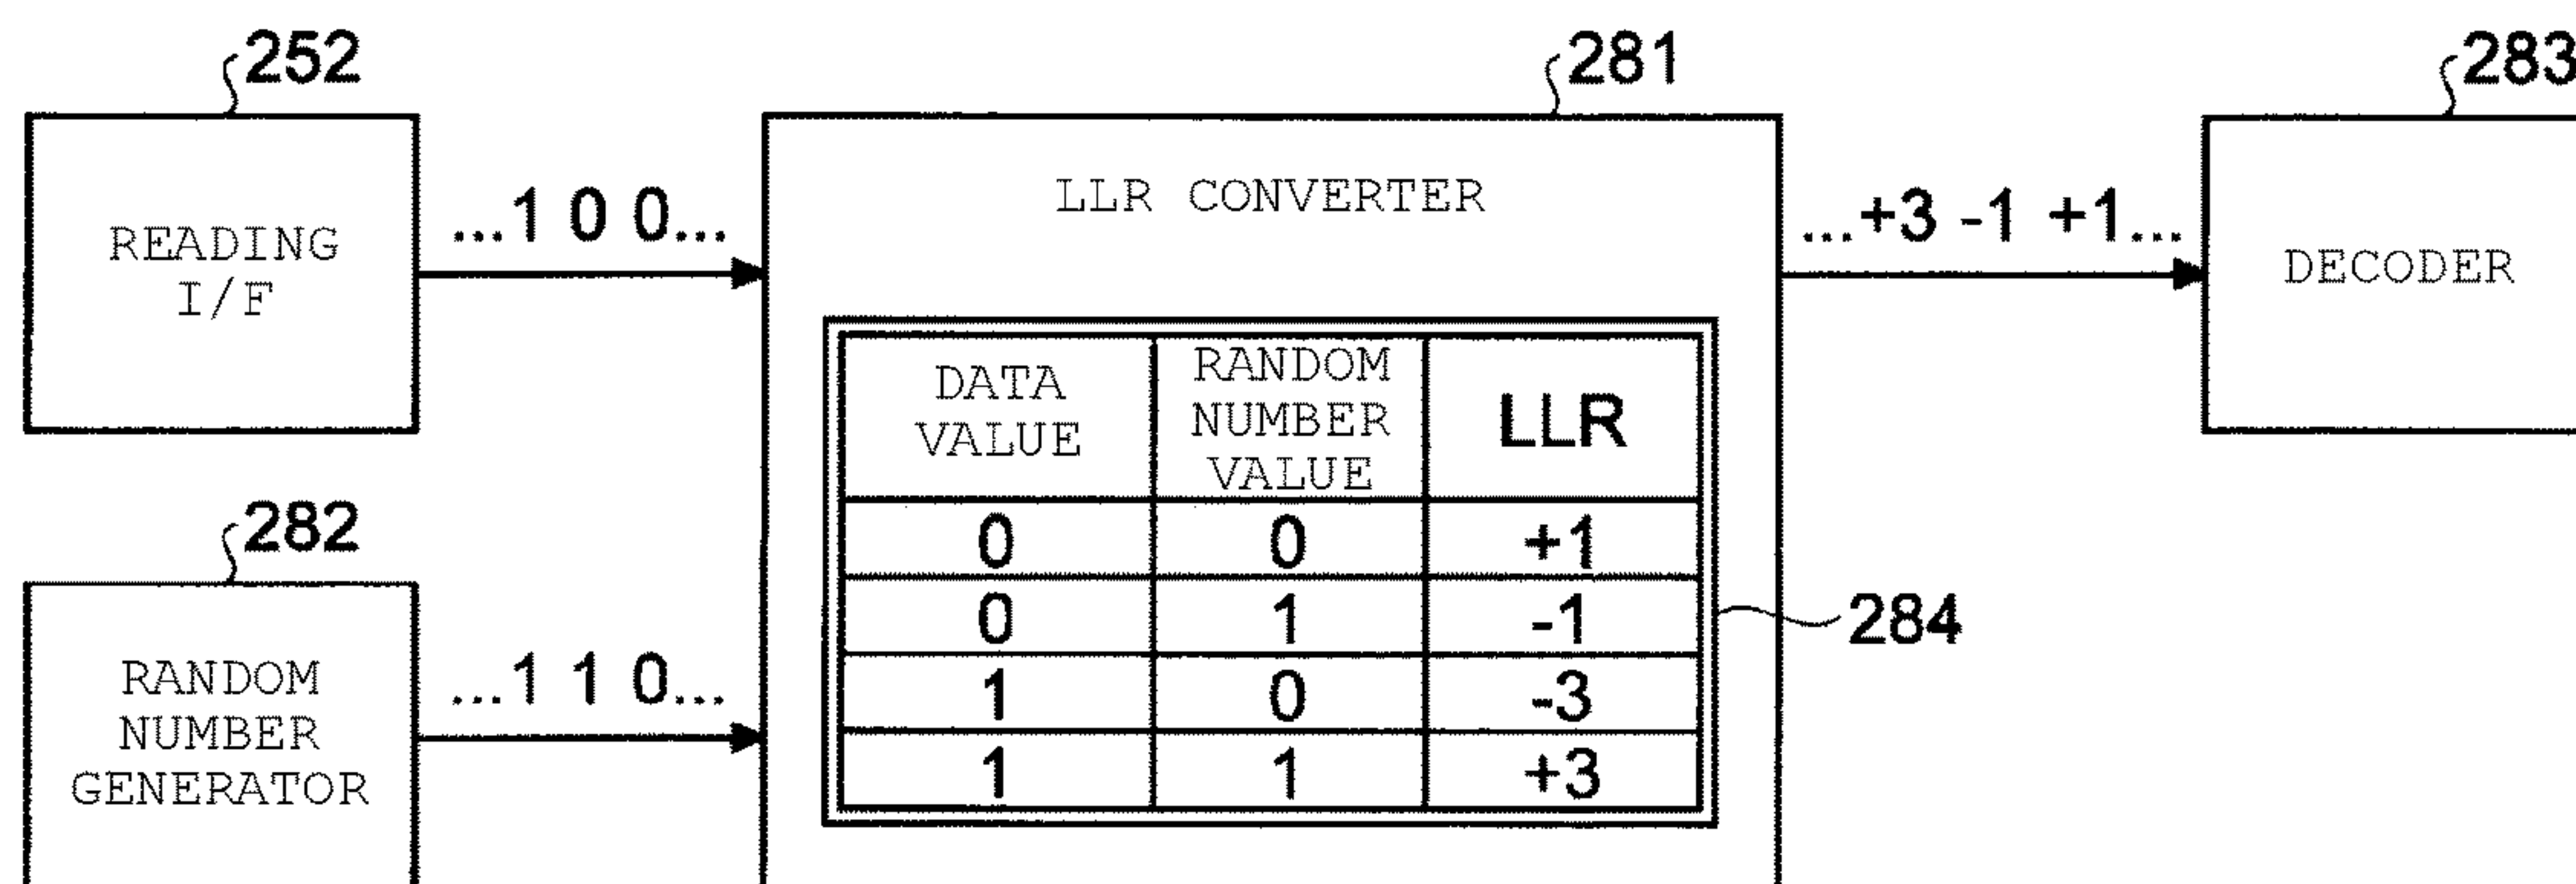 252
READING
I/F
...1 0 0...
281
LLR CONVERTER
...+3 -1 +1...
283
DECODER
282
RANDOM
NUMBER
GENERATOR
...1 1 0...
DATA
VALUE
RANDOM
NUMBER
VALUE
LLR
0 0 +1
0 1 -1
1 0 -3
1 1 +3
284